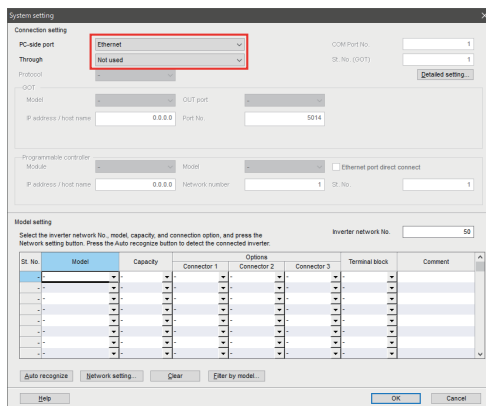 System setting
Connection setting
PC-side port Ethernet COM Port No. 1
Through Not used St. No. (GOT) 1
Protocol - Detailed setting...
GOT
Model - OUT port -
IP address / host name 0.0.0.0 Port No. 5014
Programmable controller
Module - Model - Ethernet port direct connect
IP address / host name 0.0.0.0 Network number 1 St. No. 1
Model setting
Select the inverter network No., model, capacity, and connection option, and press the Inverter network No. 50
Network setting button. Press the Auto recognize button to detect the connected inverter.
St. No. Model Capacity Options Terminal block Comment
Connector 1 Connector 2 Connector 3
- - - - - - -
- - - - - - -
- - - - - - -
- - - - - - -
- - - - - - -
- - - - - - -
- - - - - - -
Auto recognize Network setting... Clear Filter by model...
Help OK Cancel